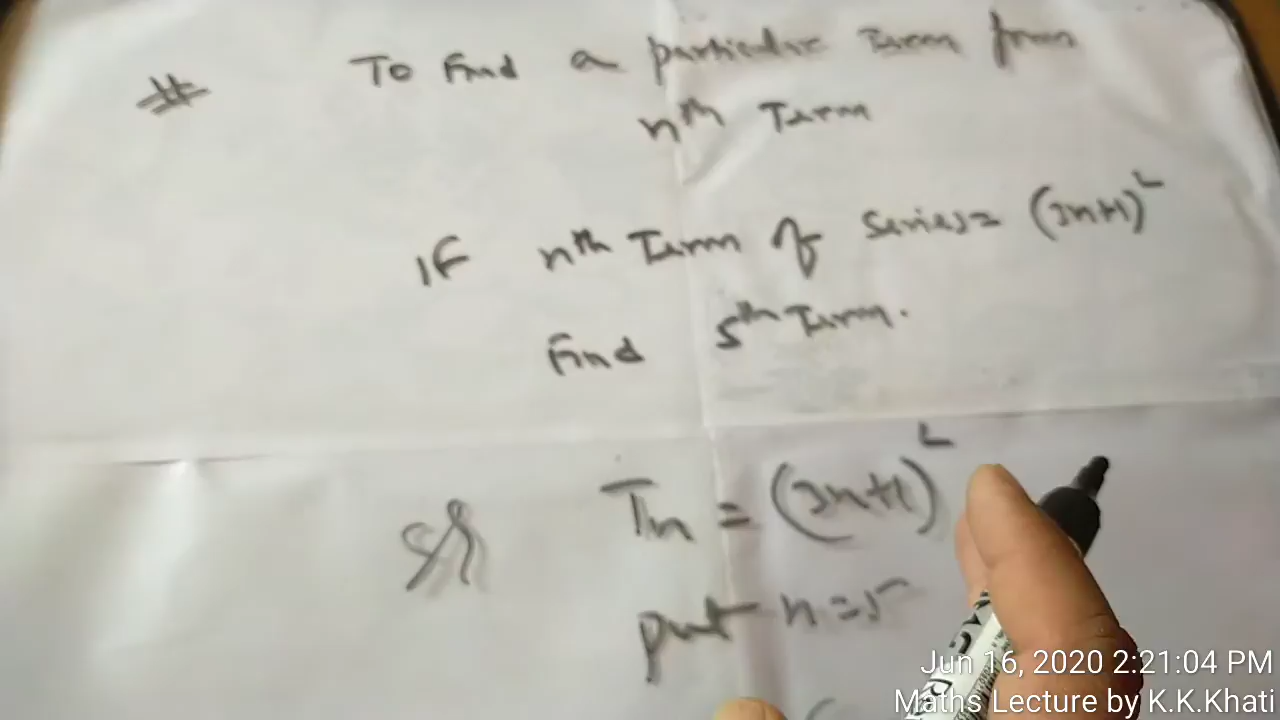 # To Find a particular Term from
nth Term
IF nth Term of series= (3n+1)²
Find 5th Term.
Sol Tn = (3n+1)²
put n=5
Jun 16, 2020 2:21:04 PM
Maths Lecture by K.K.Khati